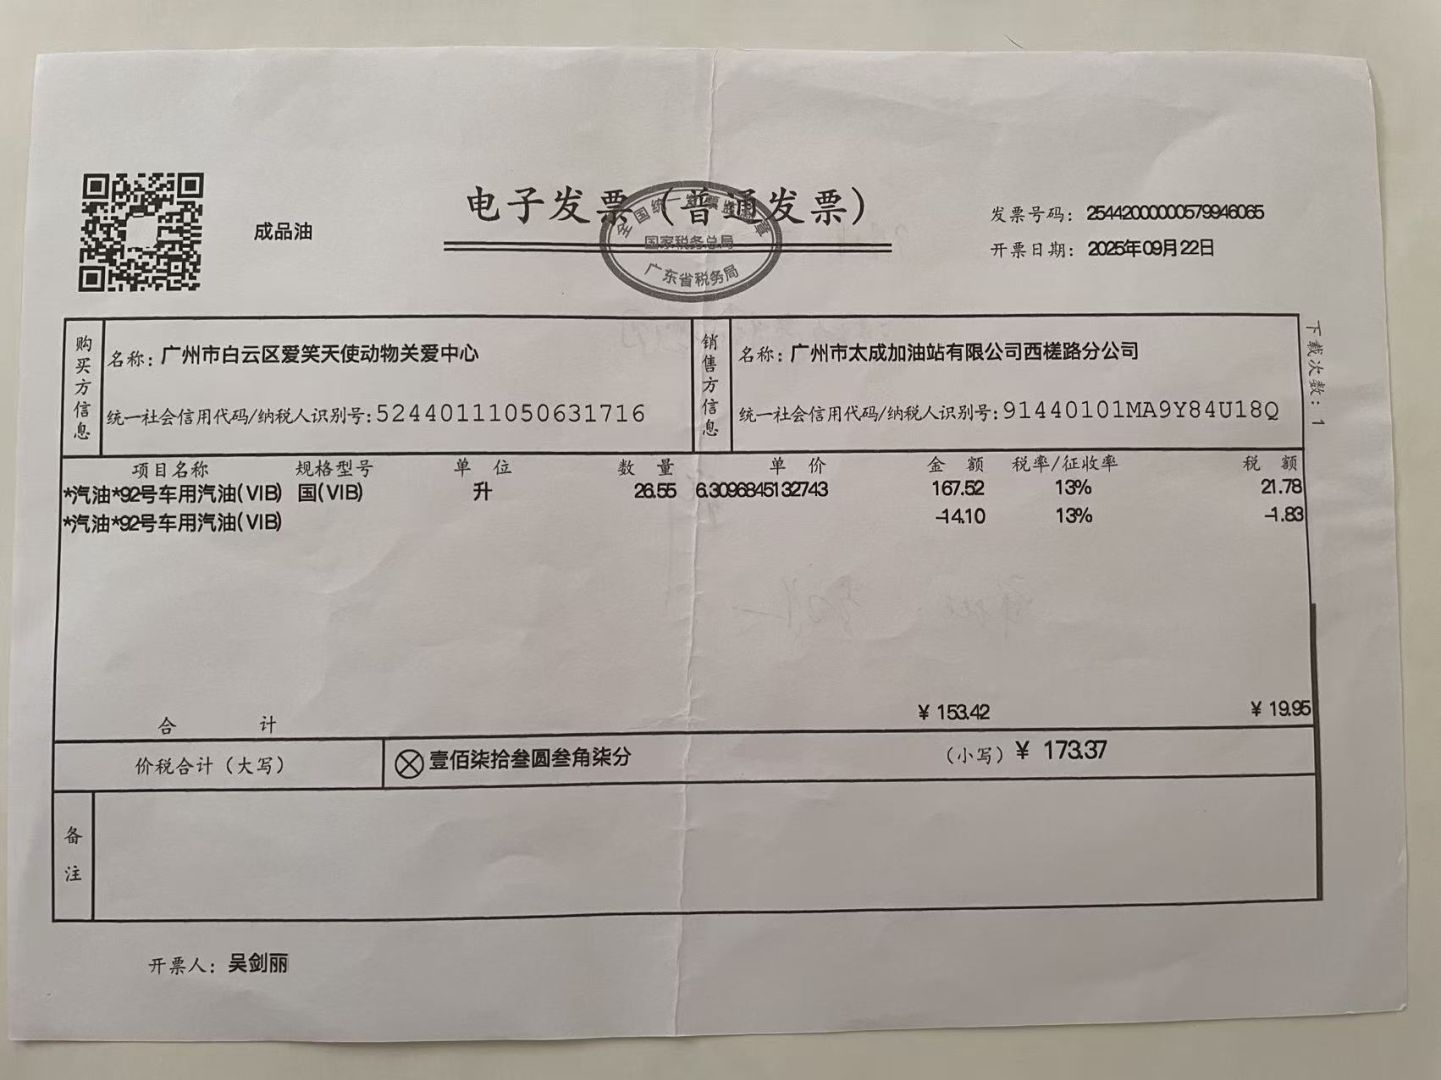 成品油
电子发票（普通发票）
全国统一发票监制章
国家税务总局
广东省税务局
发票号码：25442000000579946065
开票日期：2025年09月22日
购买方信息
名称：广州市白云区爱笑天使动物关爱中心
统一社会信用代码/纳税人识别号：52440111050631716
销售方信息
名称：广州市太成加油站有限公司西槎路分公司
统一社会信用代码/纳税人识别号：91440101MA9Y84U18Q
下载次数：1
项目名称 规格型号 单位 数量 单价 金额 税率/征收率 税额
*汽油*92号车用汽油(VIB) 国(VIB) 升 26.55 6.3096845132743 167.52 13% 21.78
*汽油*92号车用汽油(VIB) -14.10 13% -1.83
合计 ¥153.42 ¥19.95
价税合计（大写） ⊗壹佰柒拾叁圆叁角柒分 （小写）¥173.37
备注
开票人：吴剑丽